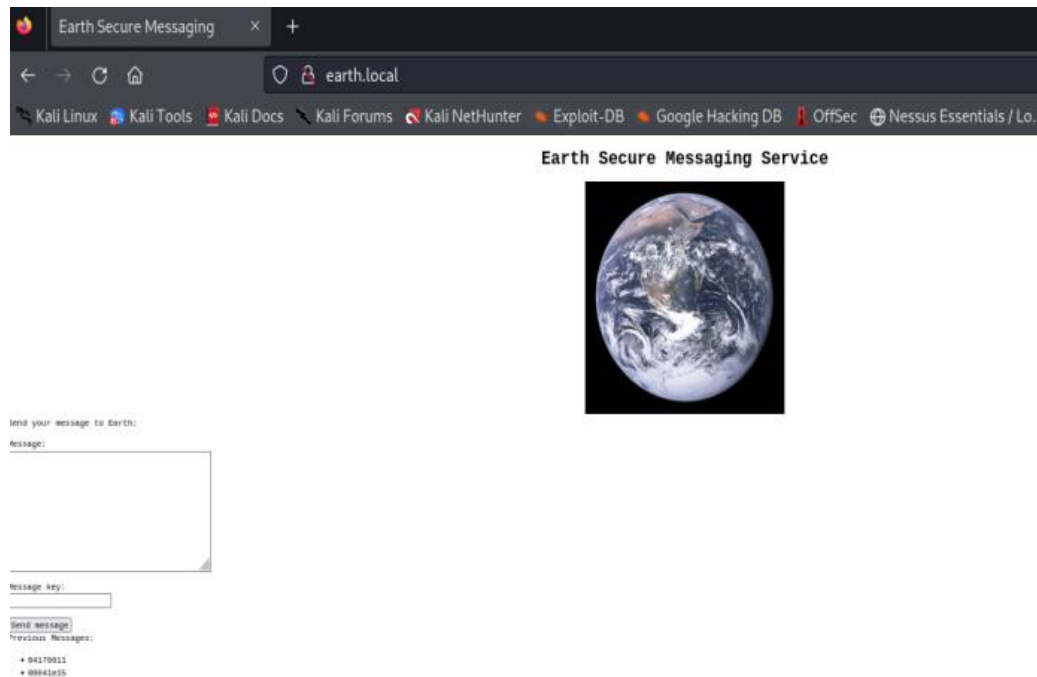 Earth Secure Messaging × +
earth.local
Kali Linux Kali Tools Kali Docs Kali Forums Kali NetHunter Exploit-DB Google Hacking DB OffSec Nessus Essentials / Lo...
Earth Secure Messaging Service
Send your message to Earth:
Message:
Message key:
Send message
Previous Messages: